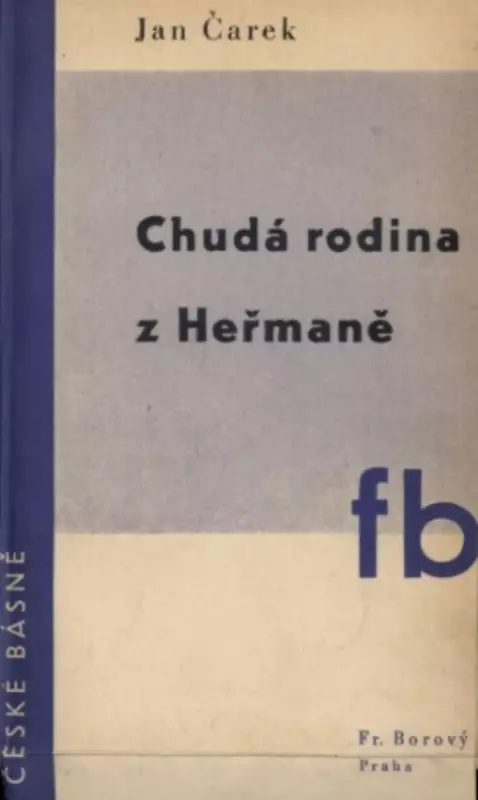 Jan Čarek
Chudá rodina
z Heřmaně
fb
ČESKÉ BÁSNĚ
Fr. Borový
Praha